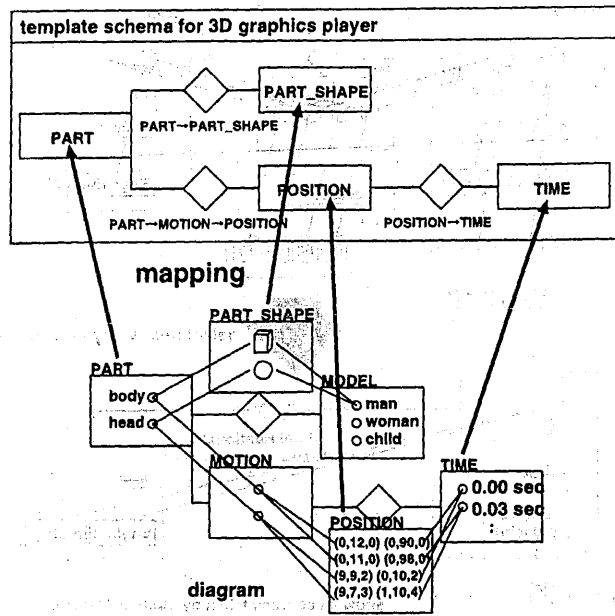 template schema for 3D graphics player
PART_SHAPE
PART→PART_SHAPE
PART
POSITION
TIME
PART→MOTION→POSITION
POSITION→TIME
mapping
PART_SHAPE
PART
body
head
MODEL
man
woman
child
MOTION
TIME
0.00 sec
0.03 sec
:
POSITION
(0,12,0) (0,90,0)
(0,11,0) (0,98,0)
(9,9,2) (0,10,2)
(9,7,3) (1,10,4)
diagram